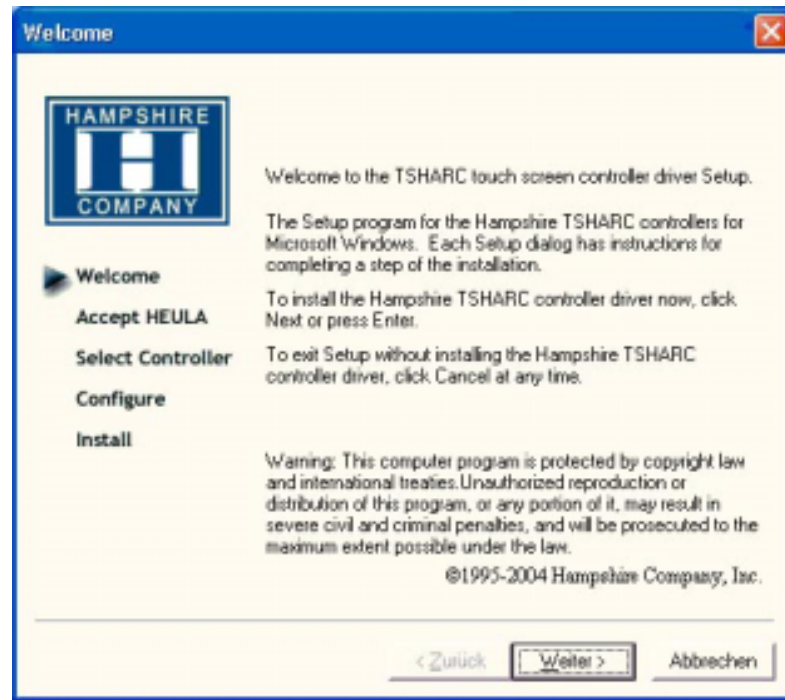 Welcome
HAMPSHIRE
H
COMPANY
Welcome
Accept HEULA
Select Controller
Configure
Install
Welcome to the TSHARC touch screen controller driver Setup.
The Setup program for the Hampshire TSHARC controllers for
Microsoft Windows. Each Setup dialog has instructions for
completing a step of the installation.
To install the Hampshire TSHARC controller driver now, click
Next or press Enter.
To exit Setup without installing the Hampshire TSHARC
controller driver, click Cancel at any time.
Warning: This computer program is protected by copyright law
and international treaties.Unauthorized reproduction or
distribution of this program, or any portion of it, may result in
severe civil and criminal penalties, and will be prosecuted to the
maximum extent possible under the law.
©1995-2004 Hampshire Company, Inc.
< Zurück Weiter > Abbrechen